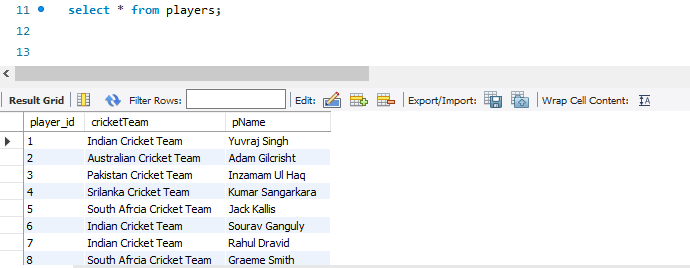 11 select * from players;
12
13
Result Grid Filter Rows: Edit: Export/Import: Wrap Cell Content: IA
player_id cricketTeam pName
1 Indian Cricket Team Yuvraj Singh
2 Australian Cricket Team Adam Gilcrisht
3 Pakistan Cricket Team Inzamam Ul Haq
4 Srilanka Cricket Team Kumar Sangarkara
5 South Afrcia Cricket Team Jack Kallis
6 Indian Cricket Team Sourav Ganguly
7 Indian Cricket Team Rahul Dravid
8 South Afrcia Cricket Team Graeme Smith